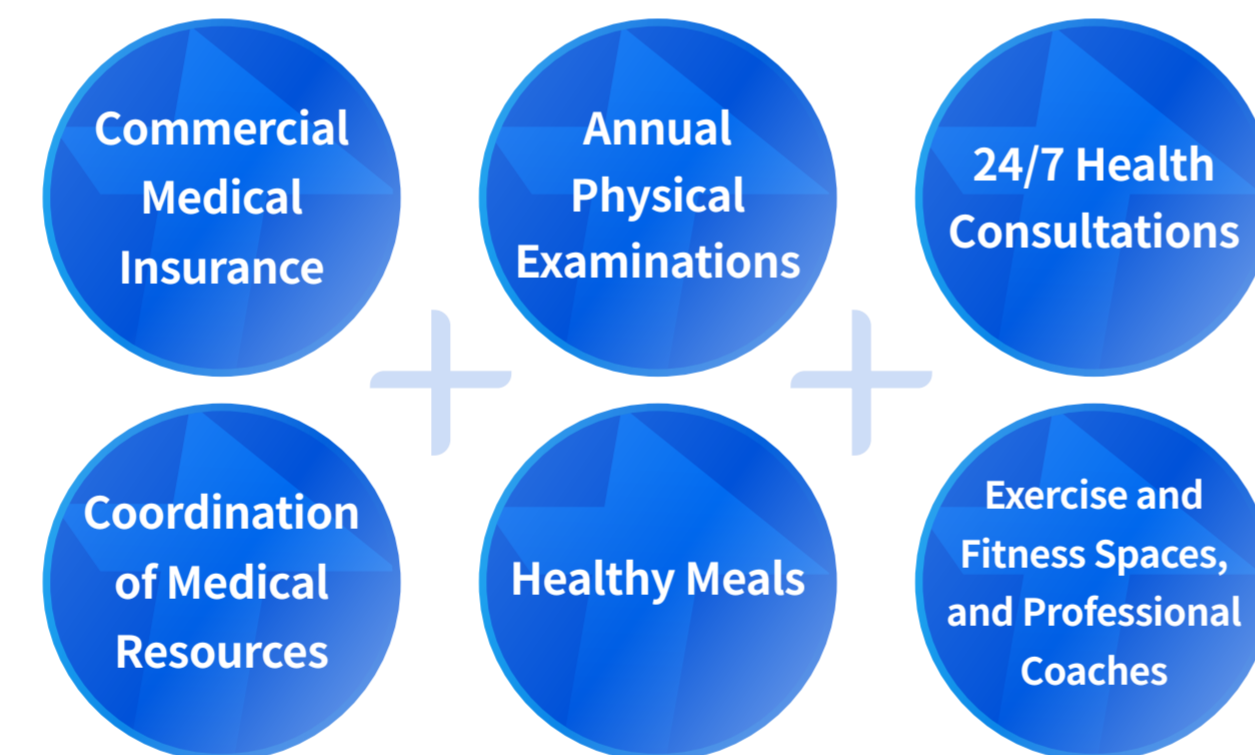 Commercial
Medical
Insurance
Annual
Physical
Examinations
24/7 Health
Consultations
Coordination
of Medical
Resources
Healthy Meals
Exercise and
Fitness Spaces,
and Professional
Coaches